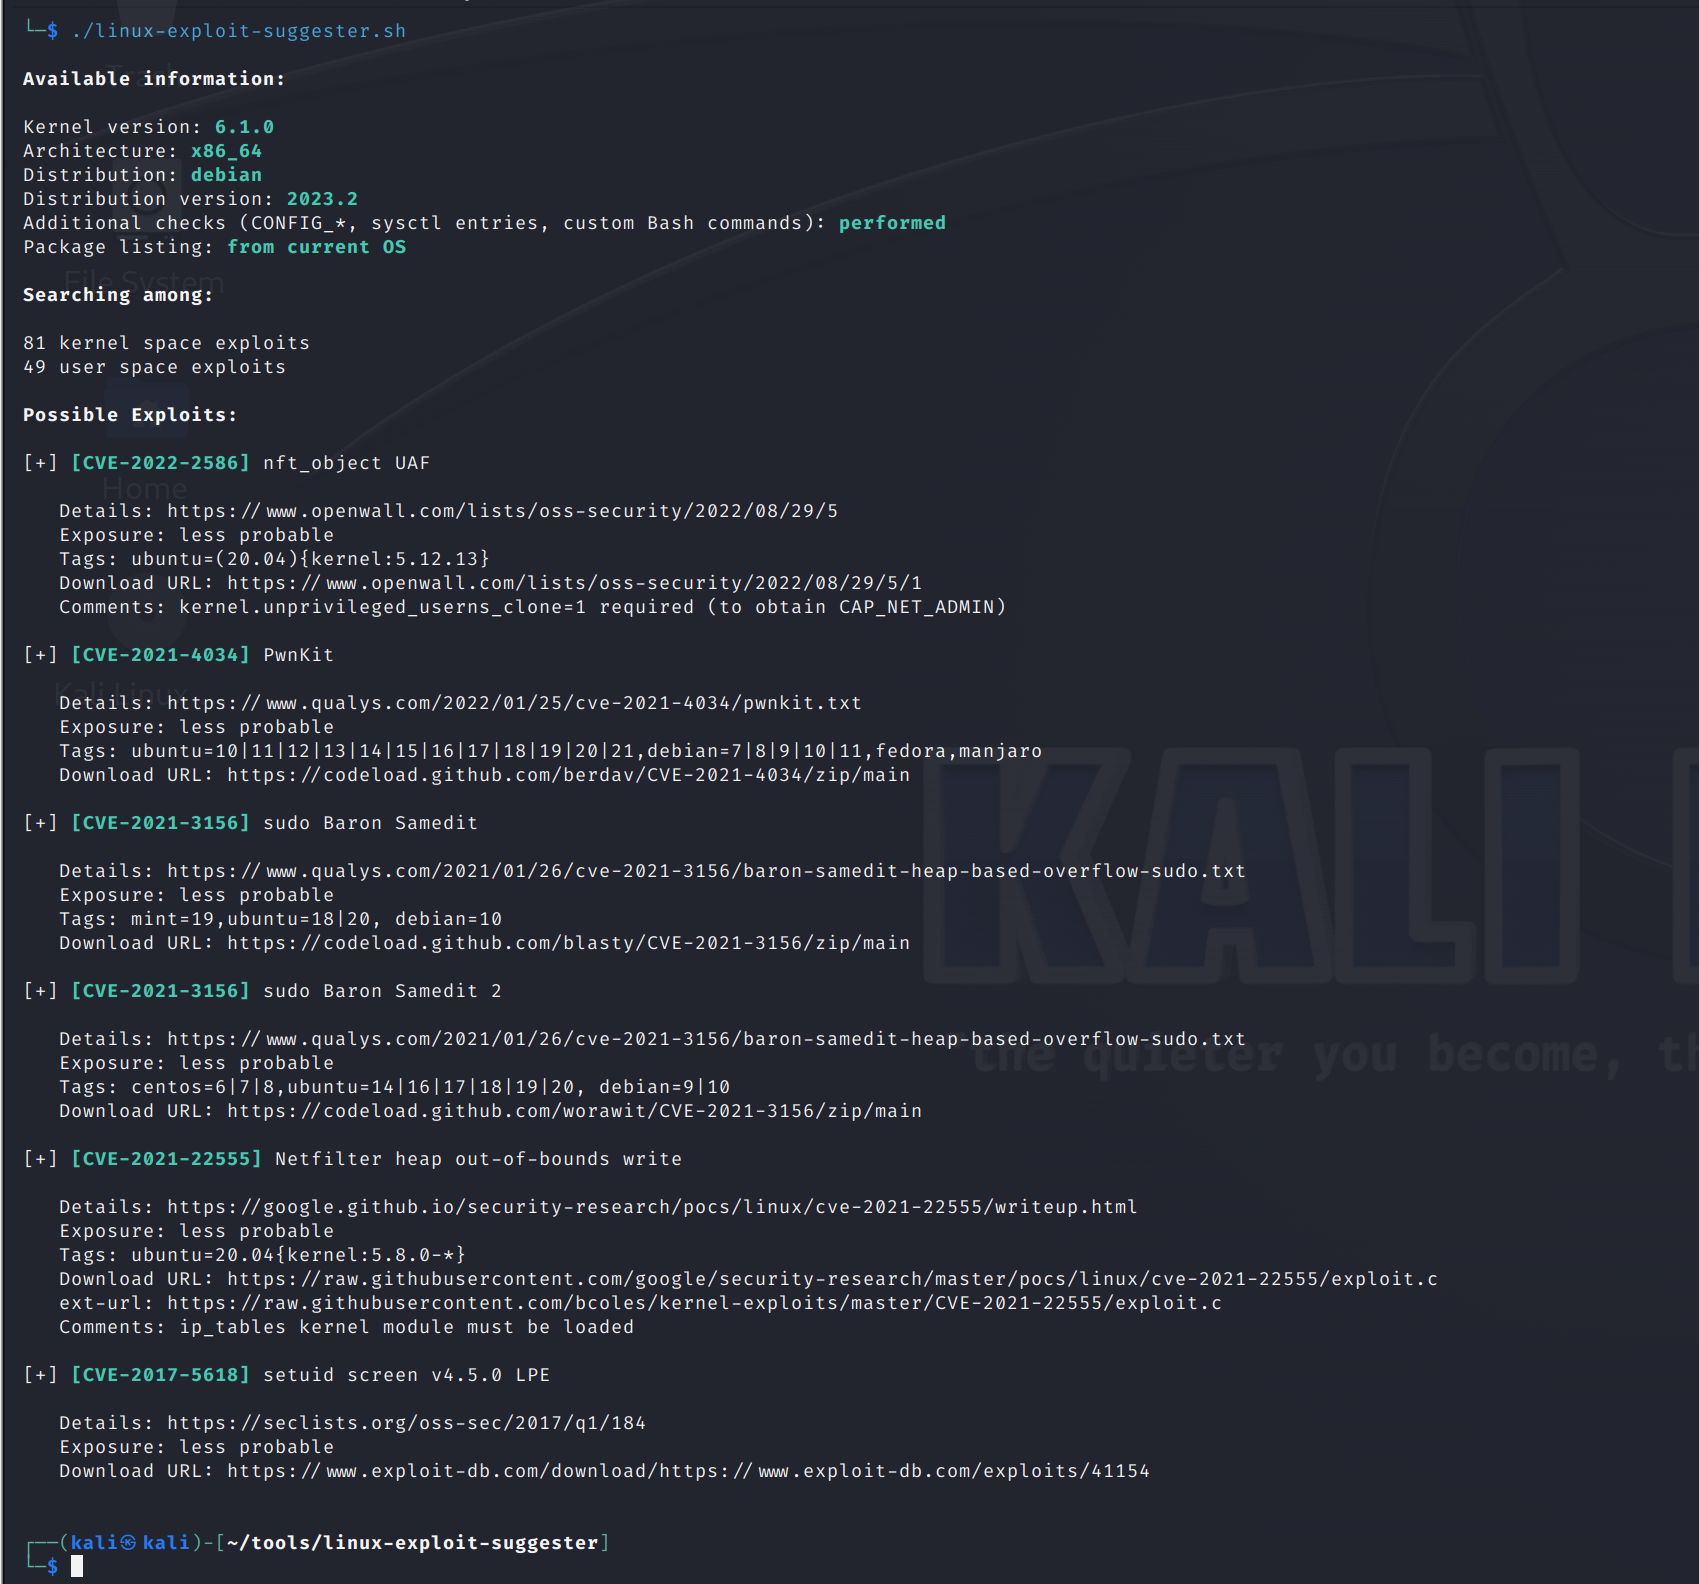 └─$ ./linux-exploit-suggester.sh
Available information:
Kernel version: 6.1.0
Architecture: x86_64
Distribution: debian
Distribution version: 2023.2
Additional checks (CONFIG_*, sysctl entries, custom Bash commands): performed
Package listing: from current OS
File System
Searching among:
81 kernel space exploits
49 user space exploits
Possible Exploits:
[+] [CVE-2022-2586] nft_object UAF
Home
Details: https://www.openwall.com/lists/oss-security/2022/08/29/5
Exposure: less probable
Tags: ubuntu=(20.04){kernel:5.12.13}
Download URL: https://www.openwall.com/lists/oss-security/2022/08/29/5/1
Comments: kernel.unprivileged_userns_clone=1 required (to obtain CAP_NET_ADMIN)
[+] [CVE-2021-4034] PwnKit
Kali Linux
Details: https://www.qualys.com/2022/01/25/cve-2021-4034/pwnkit.txt
Exposure: less probable
Tags: ubuntu=10|11|12|13|14|15|16|17|18|19|20|21,debian=7|8|9|10|11,fedora,manjaro
Download URL: https://codeload.github.com/berdav/CVE-2021-4034/zip/main
[+] [CVE-2021-3156] sudo Baron Samedit
Details: https://www.qualys.com/2021/01/26/cve-2021-3156/baron-samedit-heap-based-overflow-sudo.txt
Exposure: less probable
Tags: mint=19,ubuntu=18|20, debian=10
Download URL: https://codeload.github.com/blasty/CVE-2021-3156/zip/main
KALI
[+] [CVE-2021-3156] sudo Baron Samedit 2
Details: https://www.qualys.com/2021/01/26/cve-2021-3156/baron-samedit-heap-based-overflow-sudo.txt
"the quieter you become, th
Exposure: less probable
Tags: centos=6|7|8,ubuntu=14|16|17|18|19|20, debian=9|10
Download URL: https://codeload.github.com/worawit/CVE-2021-3156/zip/main
[+] [CVE-2021-22555] Netfilter heap out-of-bounds write
Details: https://google.github.io/security-research/pocs/linux/cve-2021-22555/writeup.html
Exposure: less probable
Tags: ubuntu=20.04{kernel:5.8.0-*}
Download URL: https://raw.githubusercontent.com/google/security-research/master/pocs/linux/cve-2021-22555/exploit.c
ext-url: https://raw.githubusercontent.com/bcoles/kernel-exploits/master/CVE-2021-22555/exploit.c
Comments: ip_tables kernel module must be loaded
[+] [CVE-2017-5618] setuid screen v4.5.0 LPE
Details: https://seclists.org/oss-sec/2017/q1/184
Exposure: less probable
Download URL: https://www.exploit-db.com/download/https://www.exploit-db.com/exploits/41154
┌──(kali㉿kali)-[~/tools/linux-exploit-suggester]
└─$